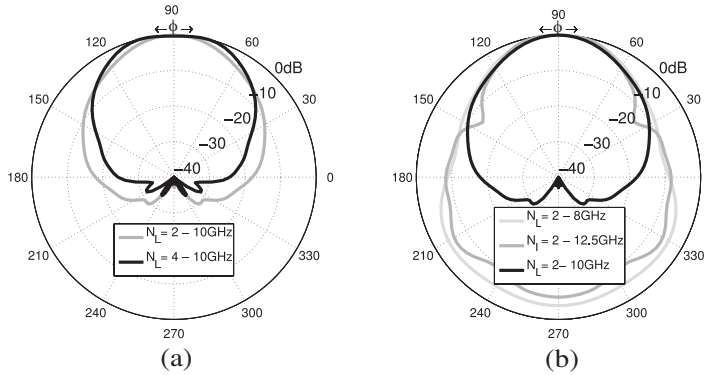 90
←ϕ→
120
60
0dB
150
−10
30
−20
−30
−40
180
0
N_L = 2 − 10GHz
N_L = 4 − 10GHz
210
330
240
300
270
(a)
90
←ϕ→
120
60
0dB
150
−10
30
−20
−30
−40
180
0
N_L = 2 − 8GHz
N_l = 2 − 12.5GHz
N_L = 2− 10GHz
210
330
240
300
270
(b)